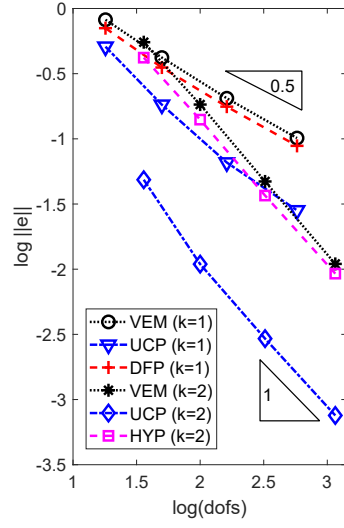 0
-0.5
-1
-1.5
-2
-2.5
-3
-3.5
log ||e||
0.5
1
VEM (k=1)
UCP (k=1)
DFP (k=1)
VEM (k=2)
UCP (k=2)
HYP (k=2)
1
1.5
2
2.5
3
log(dofs)